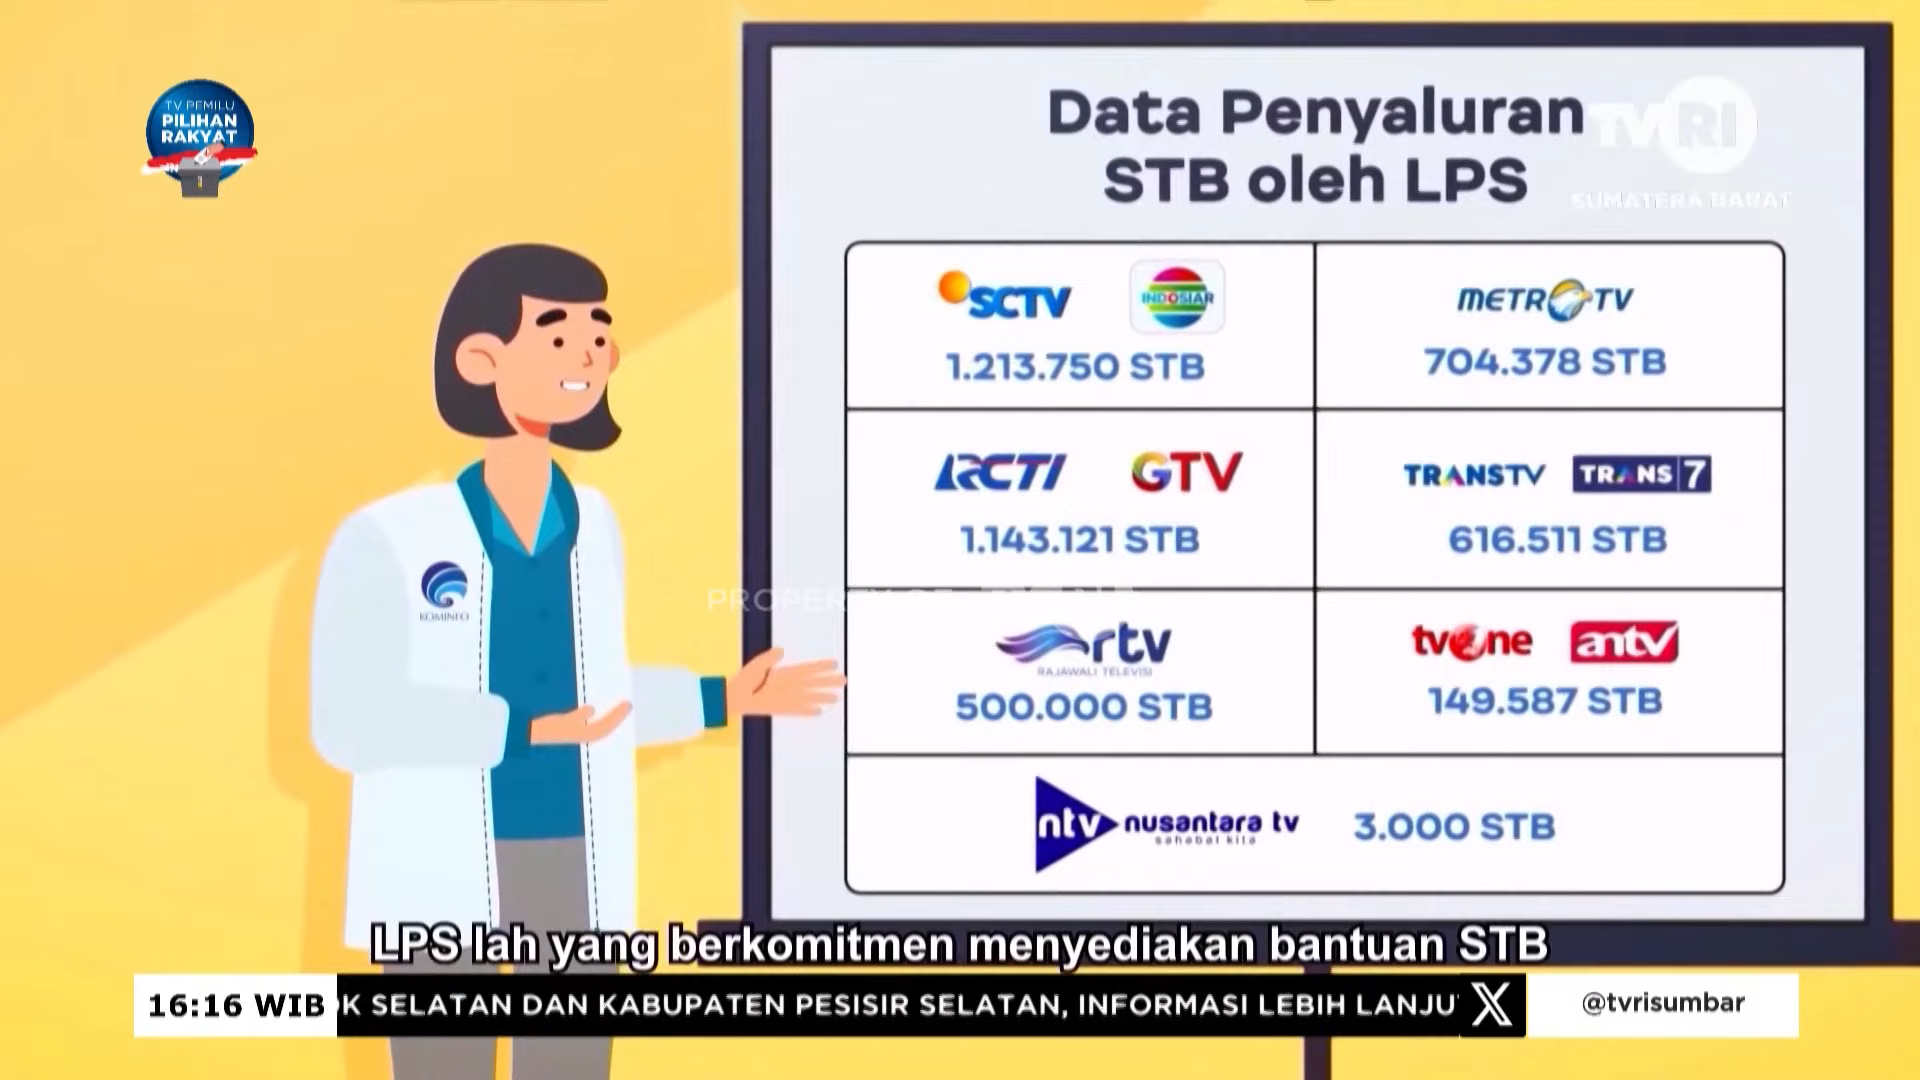 TV PEMILU
PILIHAN
RAKYAT
Data Penyaluran
STB oleh LPS
TVRI
SUMATERA BARAT
SCTV
INDOSIAR
1.213.750 STB
METRO TV
704.378 STB
RCTI
GTV
1.143.121 STB
TRANSTV
TRANS 7
616.511 STB
KOMINFO
PROPERTY OF
rtv
RAJAWALI TELEVISI
500.000 STB
tvOne
antv
149.587 STB
ntv
nusantara tv
sahabat kita
3.000 STB
LPS lah yang berkomitmen menyediakan bantuan STB
16:16 WIB
OK SELATAN DAN KABUPATEN PESISIR SELATAN, INFORMASI LEBIH LANJU
X
@tvrisumbar